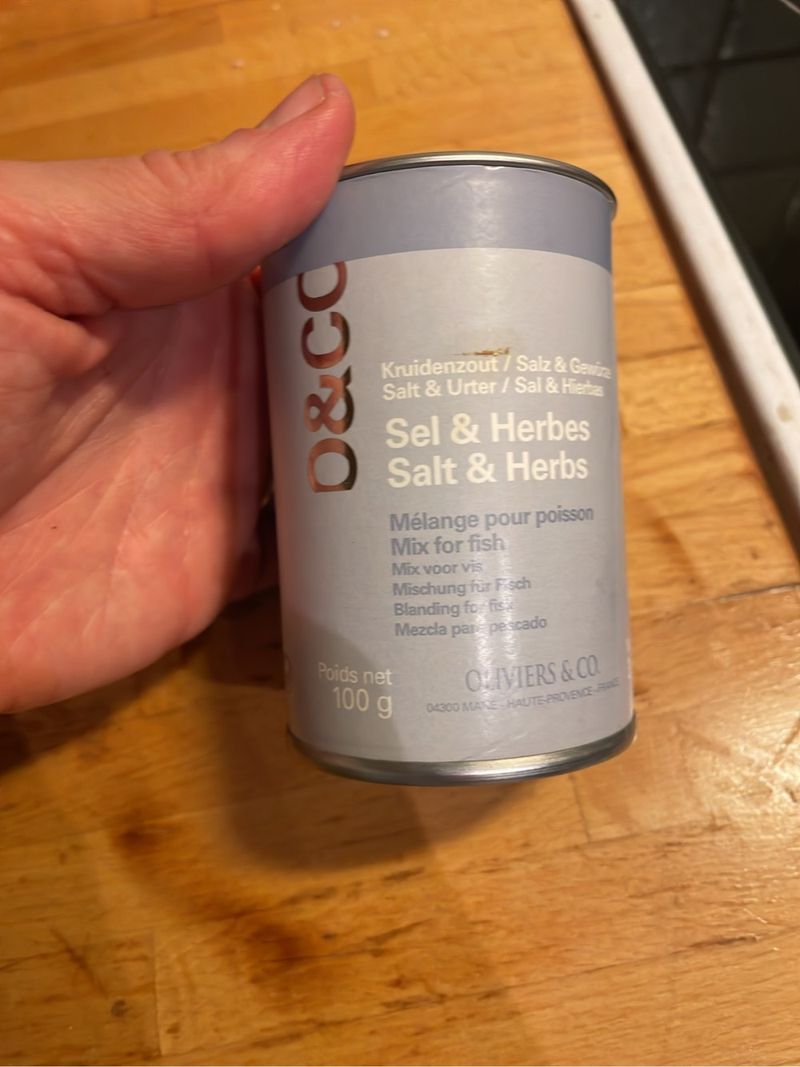 O&CO
Kruidenzout / Salz & Gewürze
Salt & Urter / Sal & Hierbas
Sel & Herbes
Salt & Herbs
Mélange pour poisson
Mix for fish
Mix voor vis
Mischung für Fisch
Blanding for fisk
Mezcla para pescado
Poids net
100 g
OLIVIERS & CO.
04300 MANE - HAUTE-PROVENCE - FRANCE